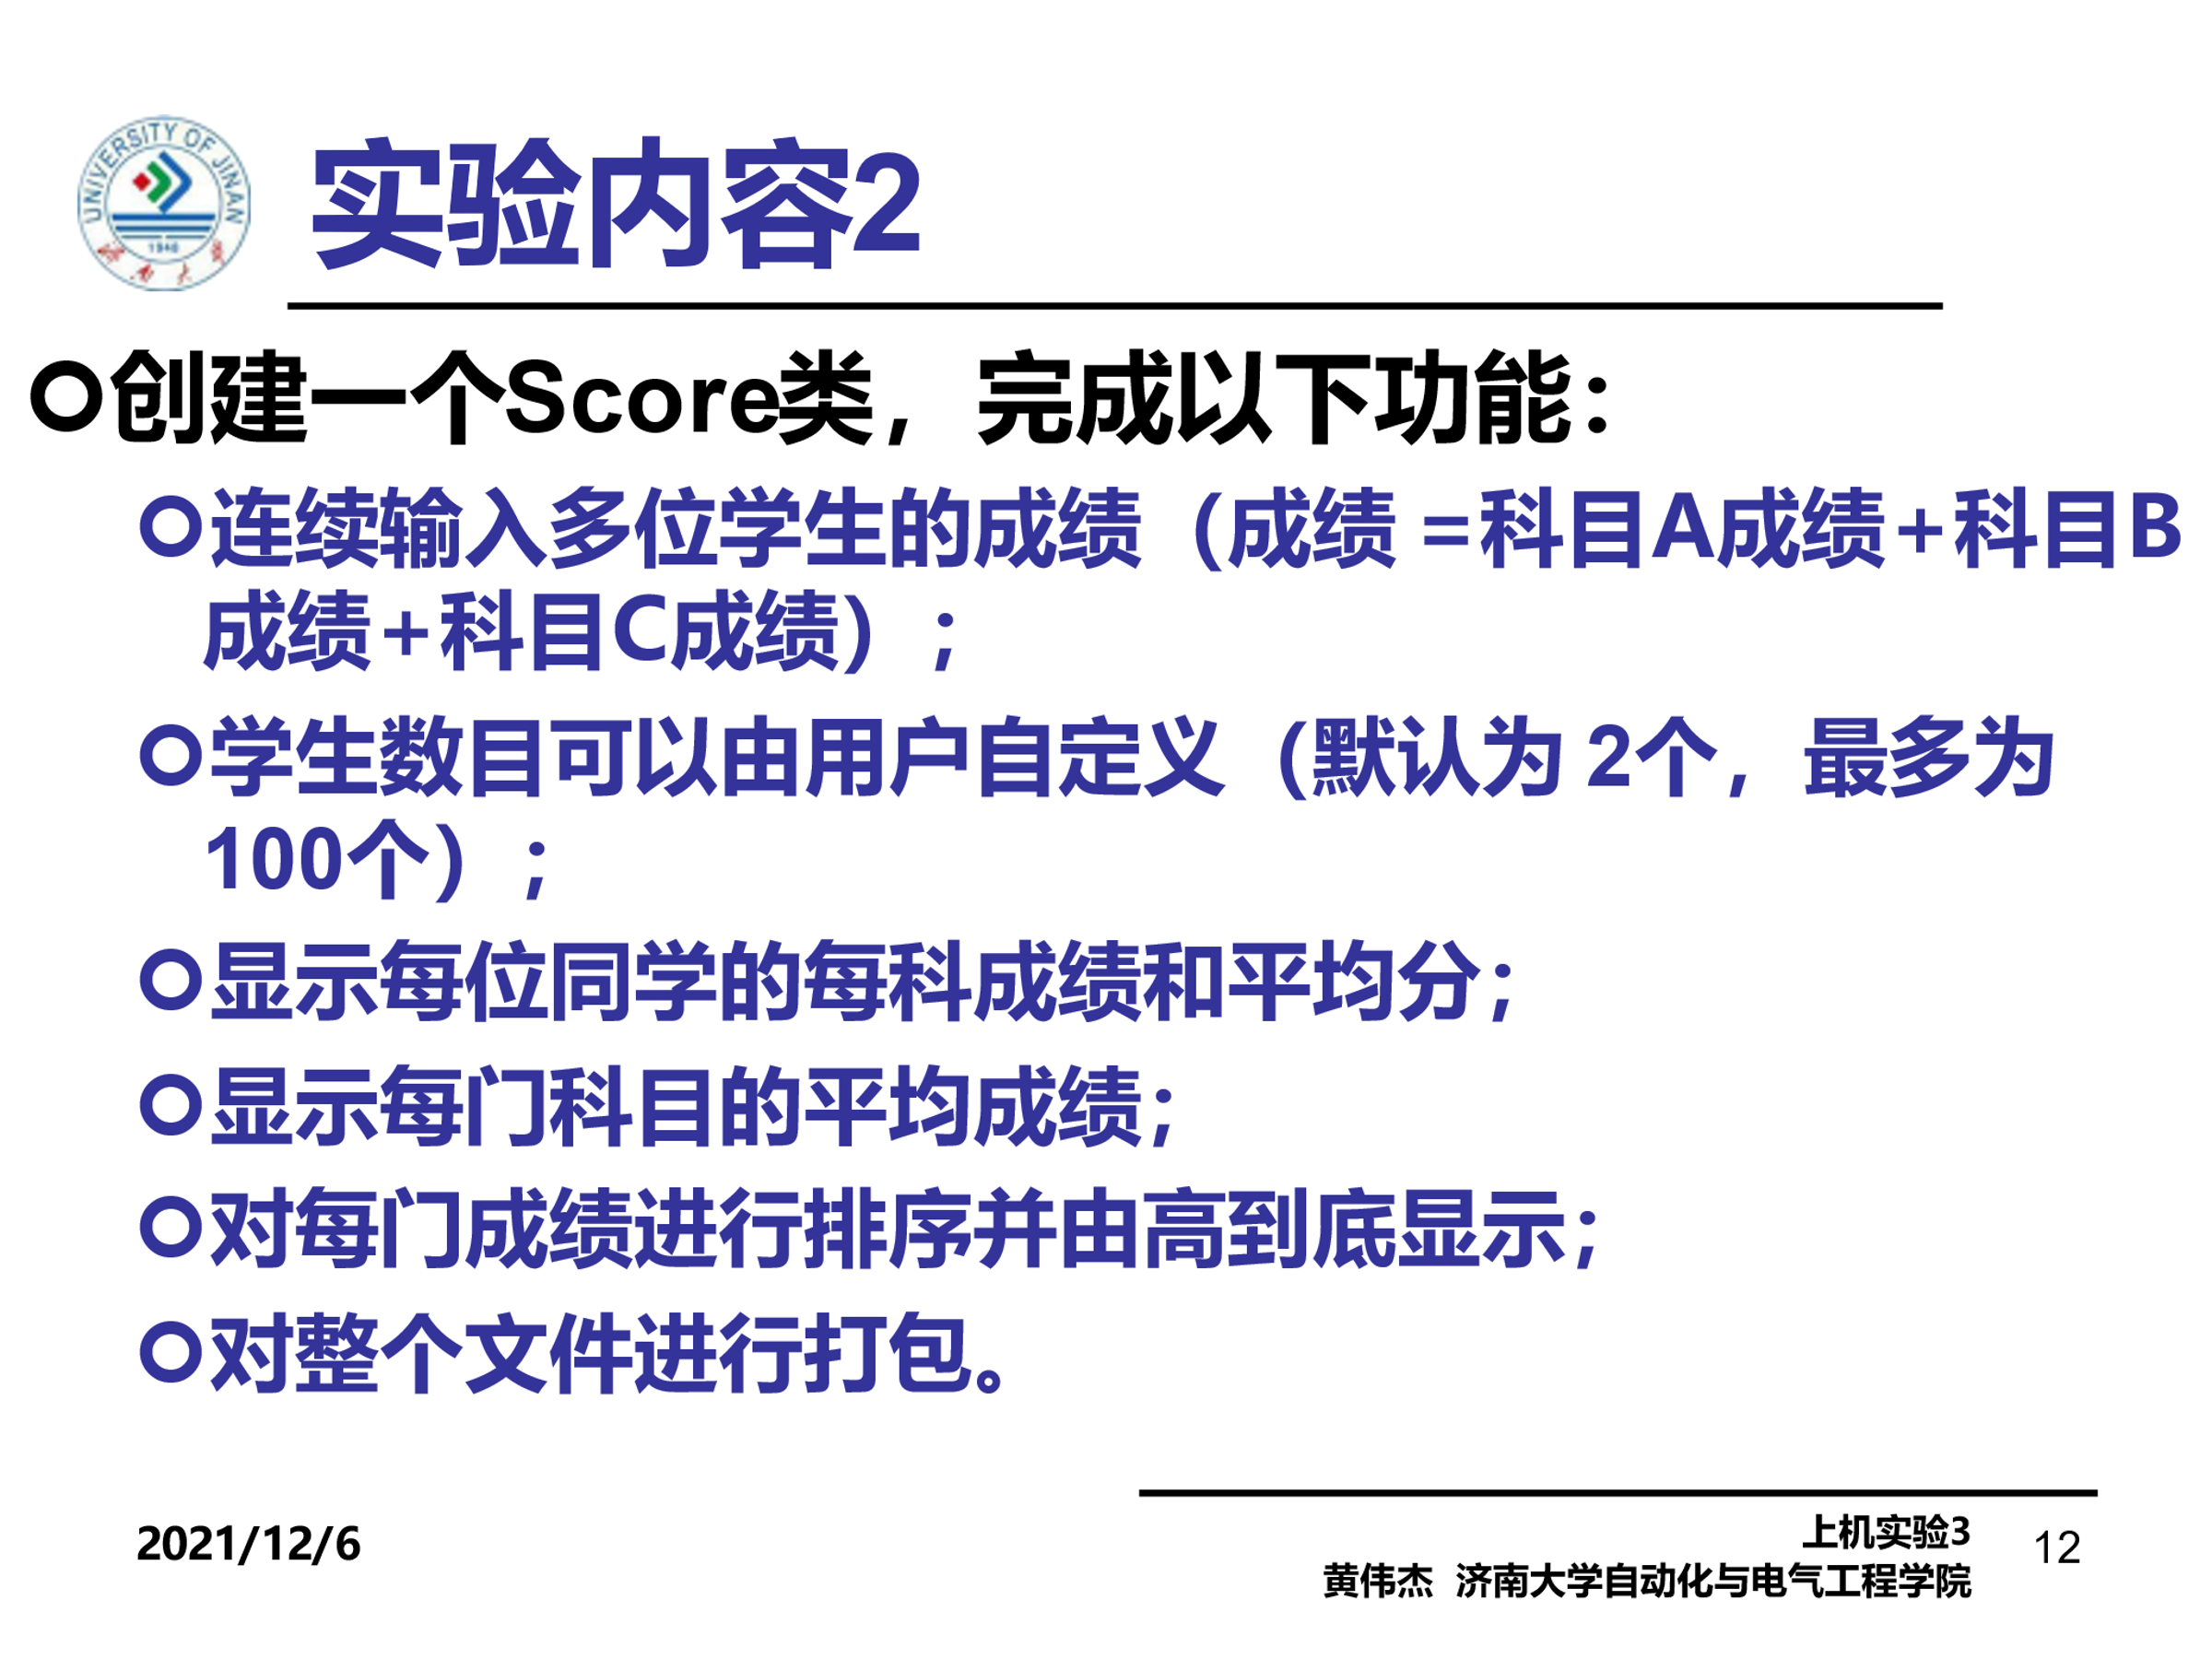 UNIVERSITY OF JINAN
1948
实验内容2
创建一个Score类，完成以下功能：
连续输入多位学生的成绩（成绩 =科目A成绩+科目B
成绩+科目C成绩）；
学生数目可以由用户自定义（默认为 2个，最多为
100个）；
显示每位同学的每科成绩和平均分；
显示每门科目的平均成绩；
对每门成绩进行排序并由高到底显示；
对整个文件进行打包。
2021/12/6
上机实验3
黄伟杰 济南大学自动化与电气工程学院
12